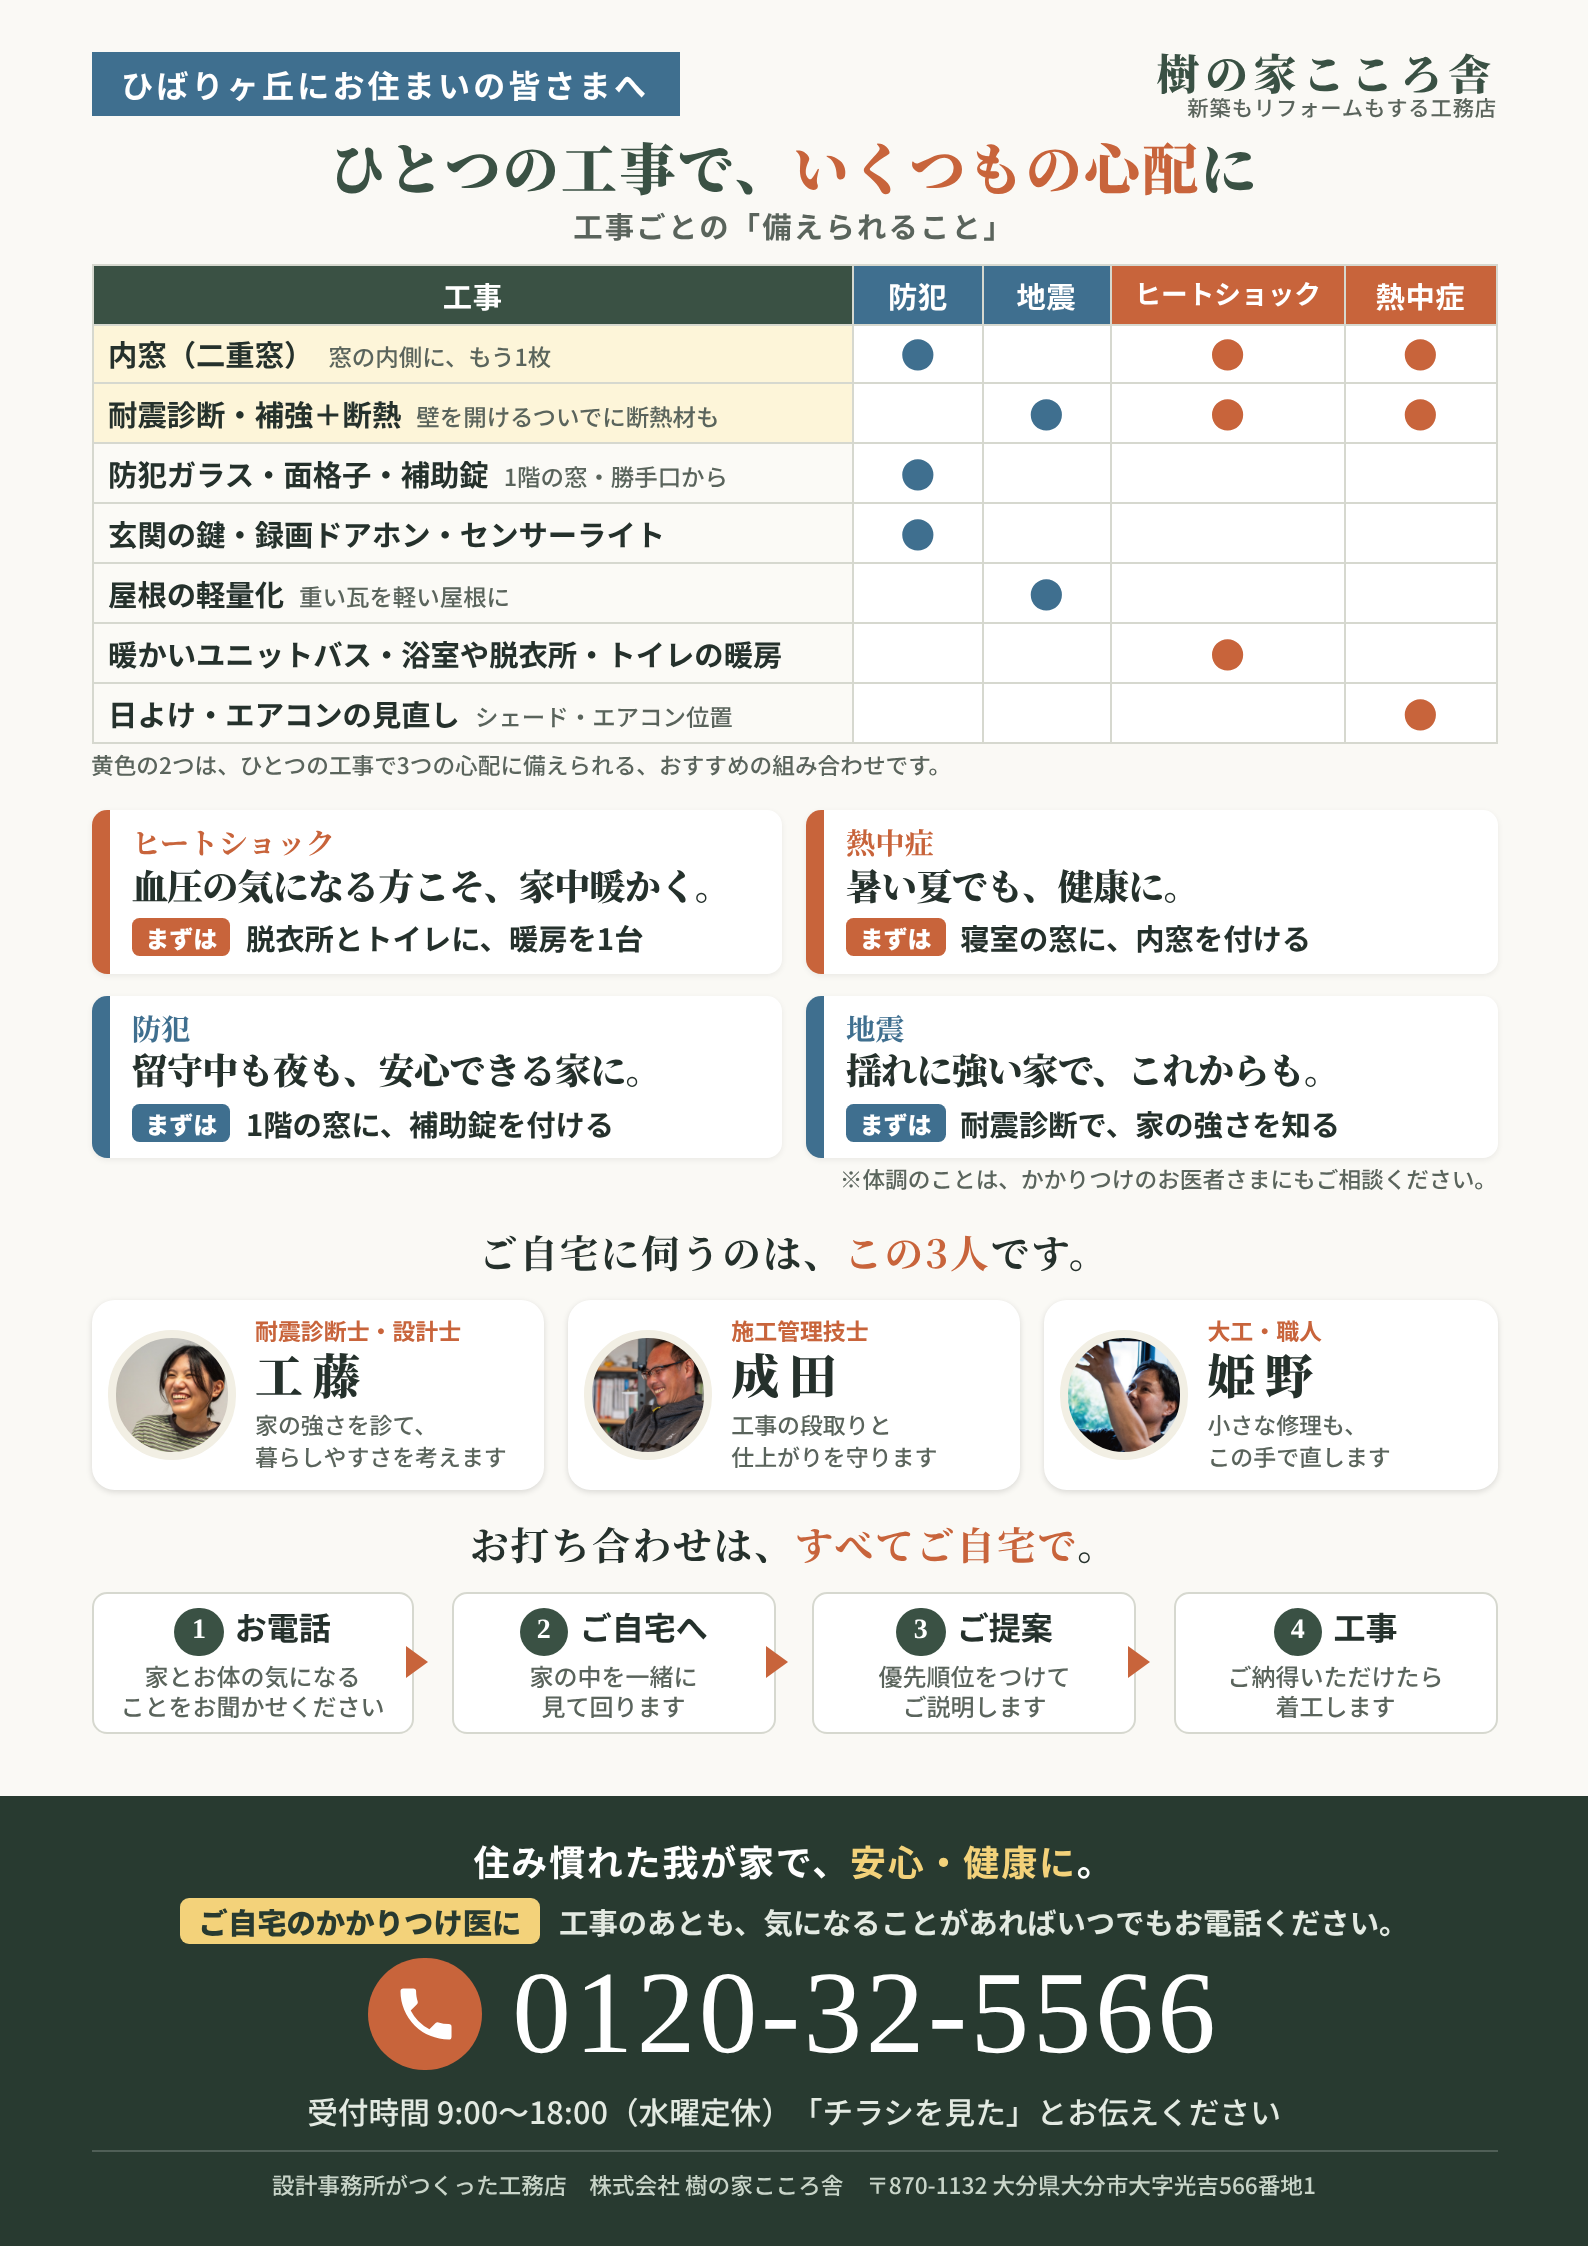 ひばりヶ丘にお住まいの皆さまへ
樹の家こころ舎
新築もリフォームもする工務店
ひとつの工事で、いくつもの心配に
工事ごとの「備えられること」
工事 防犯 地震 ヒートショック 熱中症
内窓（二重窓） 窓の内側に、もう1枚 ● ● ●
耐震診断・補強＋断熱 壁を開けるついでに断熱材も ● ● ●
防犯ガラス・面格子・補助錠 1階の窓・勝手口から ●
玄関の鍵・録画ドアホン・センサーライト ●
屋根の軽量化 重い瓦を軽い屋根に ●
暖かいユニットバス・浴室や脱衣所・トイレの暖房 ●
日よけ・エアコンの見直し シェード・エアコン位置 ●
黄色の2つは、ひとつの工事で3つの心配に備えられる、おすすめの組み合わせです。
ヒートショック
血圧の気になる方こそ、家中暖かく。
まずは 脱衣所とトイレに、暖房を1台
熱中症
暑い夏でも、健康に。
まずは 寝室の窓に、内窓を付ける
防犯
留守中も夜も、安心できる家に。
まずは 1階の窓に、補助錠を付ける
地震
揺れに強い家で、これからも。
まずは 耐震診断で、家の強さを知る
※体調のことは、かかりつけのお医者さまにもご相談ください。
ご自宅に伺うのは、この3人です。
耐震診断士・設計士
工藤
家の強さを診て、
暮らしやすさを考えます
施工管理技士
成田
工事の段取りと
仕上がりを守ります
大工・職人
姫野
小さな修理も、
この手で直します
お打ち合わせは、すべてご自宅で。
1 お電話
家とお体の気になる
ことをお聞かせください
2 ご自宅へ
家の中を一緒に
見て回ります
3 ご提案
優先順位をつけて
ご説明します
4 工事
ご納得いただけたら
着工します
住み慣れた我が家で、安心・健康に。
ご自宅のかかりつけ医に 工事のあとも、気になることがあればいつでもお電話ください。
0120-32-5566
受付時間 9:00〜18:00（水曜定休）「チラシを見た」とお伝えください
設計事務所がつくった工務店 株式会社 樹の家こころ舎 〒870-1132 大分県大分市大字光吉566番地1